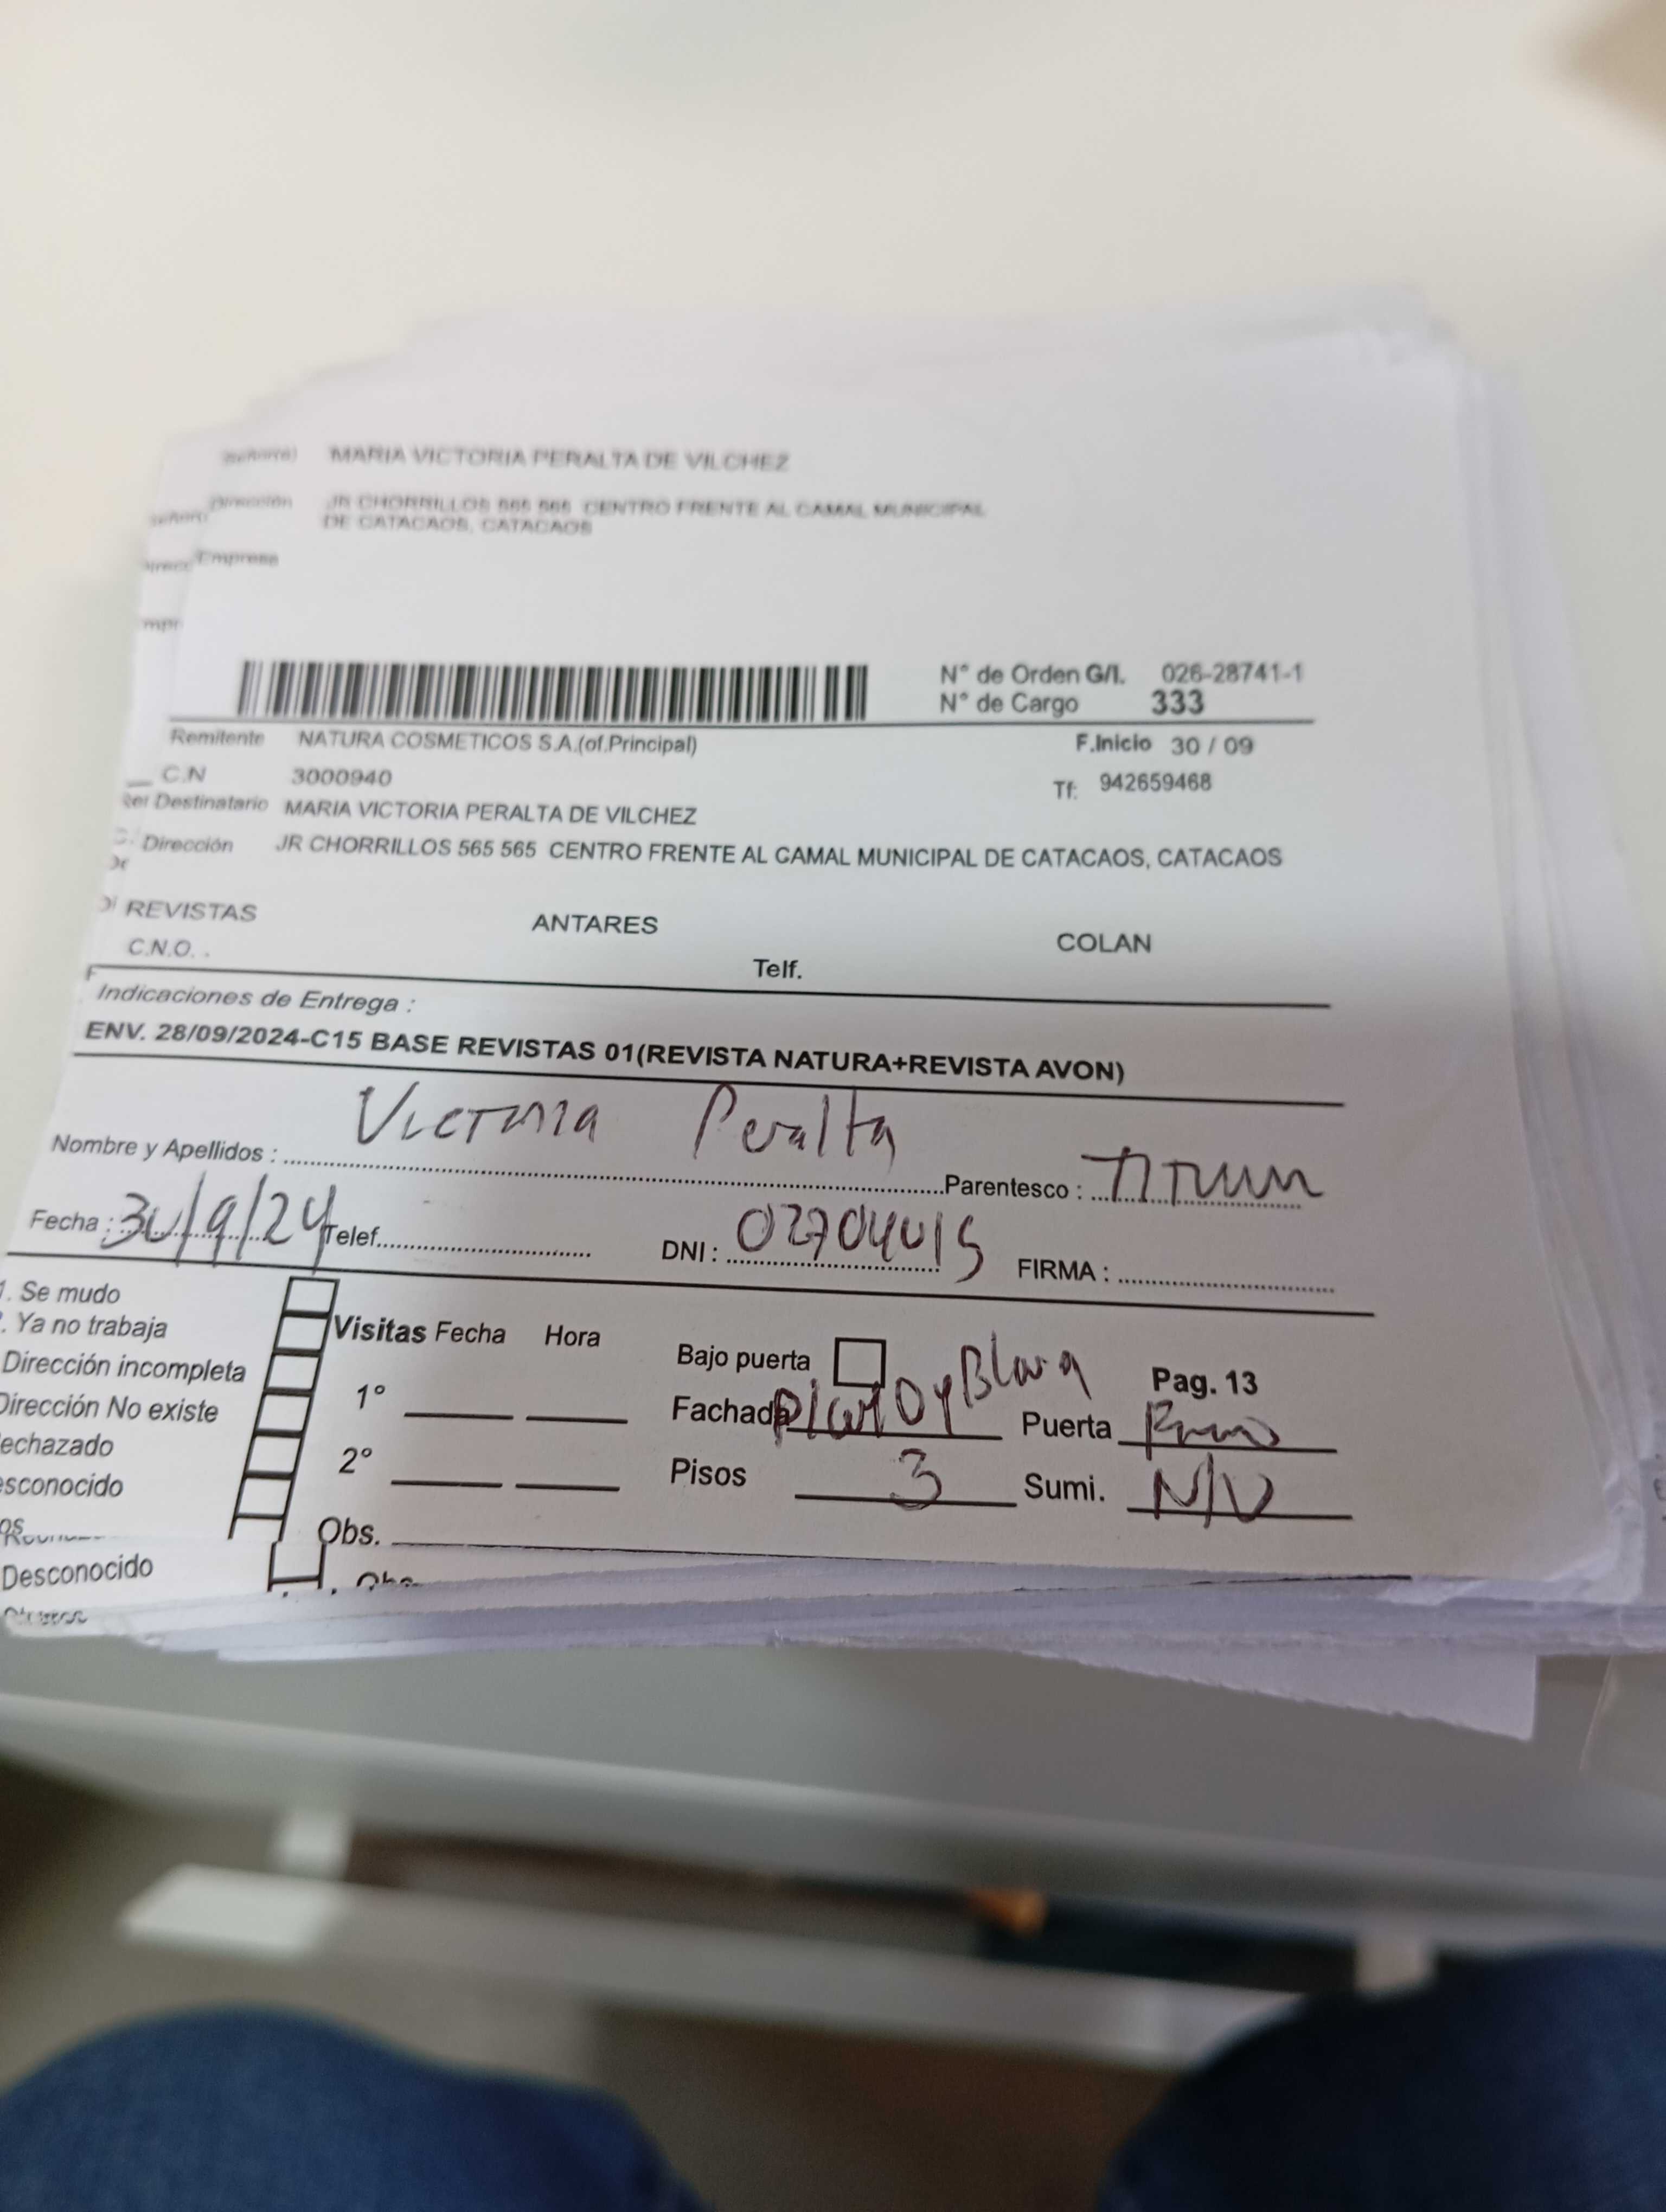 Señor(a) MARIA VICTORIA PERALTA DE VILCHEZ
Dirección JR CHORRILLOS 565 565 CENTRO FRENTE AL CAMAL MUNICIPAL
DE CATACAOS, CATACAOS
Empresa
N° de Orden G/I. 026-28741-1
N° de Cargo 333
Remitente NATURA COSMETICOS S.A.(of.Principal) F.Inicio 30 / 09
C.N 3000940 Tf: 942659468
Destinatario MARIA VICTORIA PERALTA DE VILCHEZ
Dirección JR CHORRILLOS 565 565 CENTRO FRENTE AL CAMAL MUNICIPAL DE CATACAOS, CATACAOS
REVISTAS ANTARES COLAN
C.N.O. . Telf.
Indicaciones de Entrega :
ENV. 28/09/2024-C15 BASE REVISTAS 01(REVISTA NATURA+REVISTA AVON)
Nombre y Apellidos : Victoria Peralta Parentesco :
Fecha : 30/9/24 Telef. DNI : 02704015 FIRMA :
1. Se mudo
. Ya no trabaja
Dirección incompleta
Dirección No existe
echazado
esconocido
os
Visitas Fecha Hora
1°
2°
Obs.
Bajo puerta Pag. 13
Fachada Puerta
Pisos 3 Sumi. N/V
Desconocido